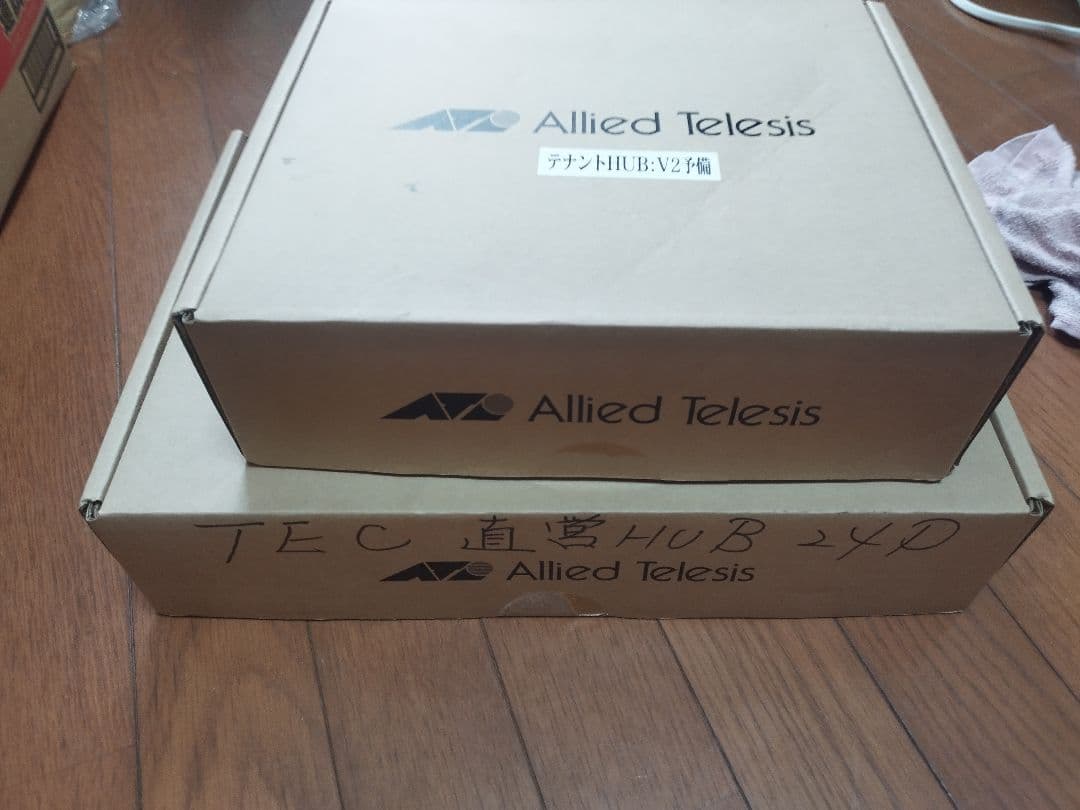 Allied Telesis
テナントHUB:V2予備
Allied Telesis
TEC 直営HUB 24P
Allied Telesis